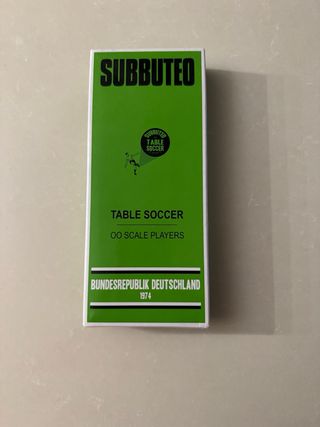 SUBBUTEO
SUBBUTEO
TABLE
SOCCER
TABLE SOCCER
OO SCALE PLAYERS
BUNDESREPUBLIK DEUTSCHLAND
1974